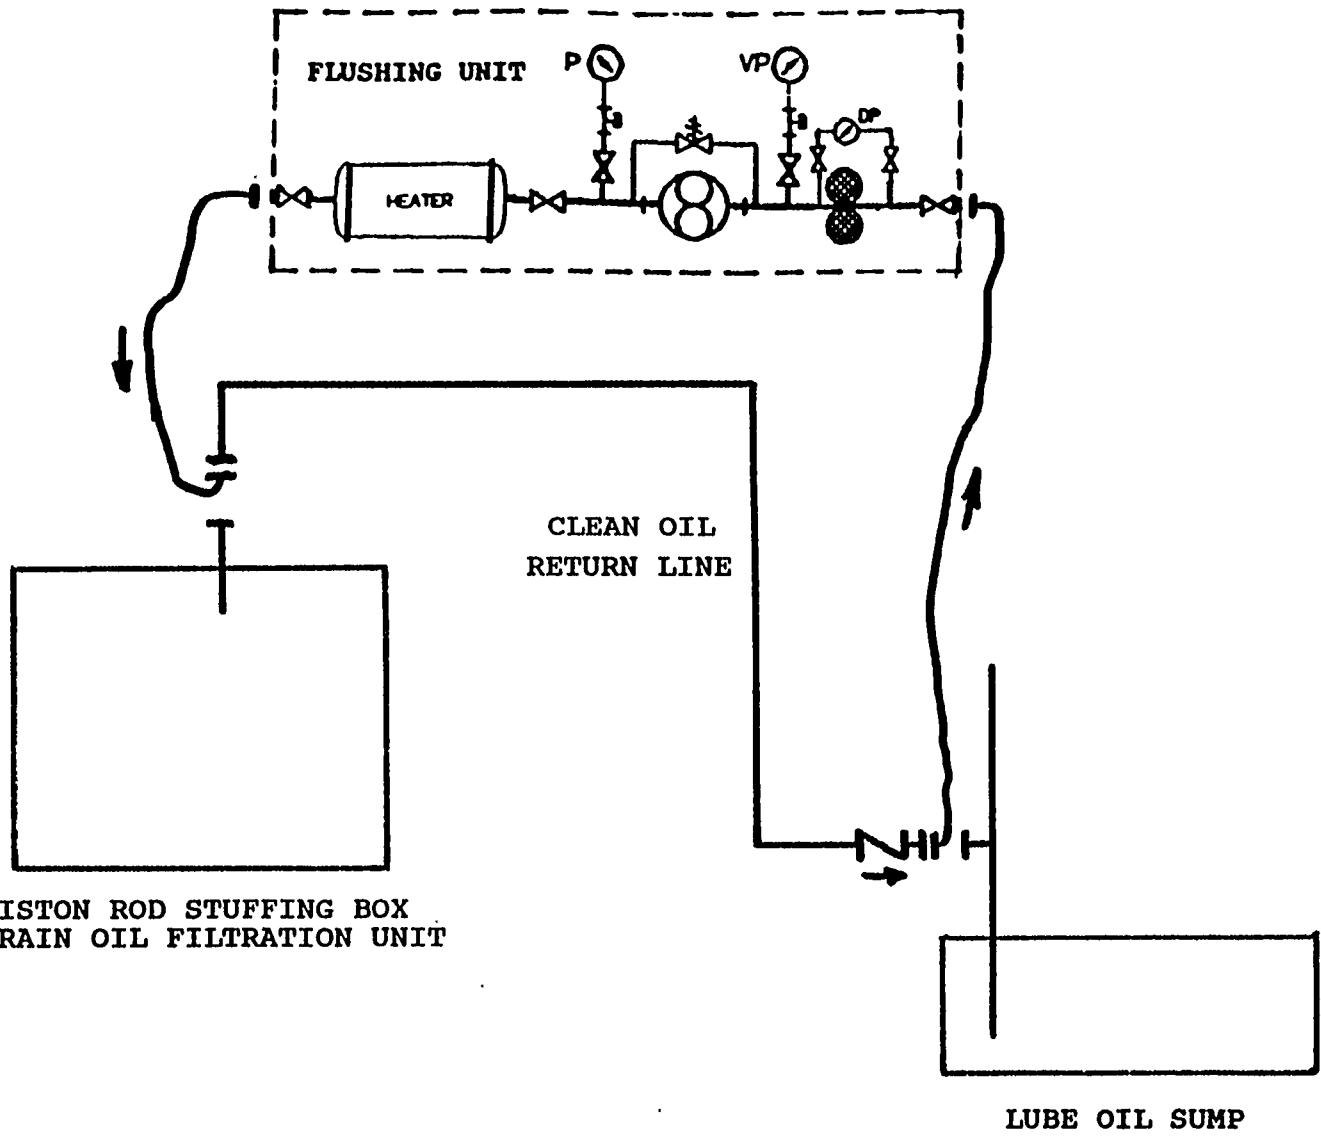 FLUSHING UNIT
P
VP
DP
HEATER
CLEAN OIL
RETURN LINE
ISTON ROD STUFFING BOX
RAIN OIL FILTRATION UNIT
LUBE OIL SUMP